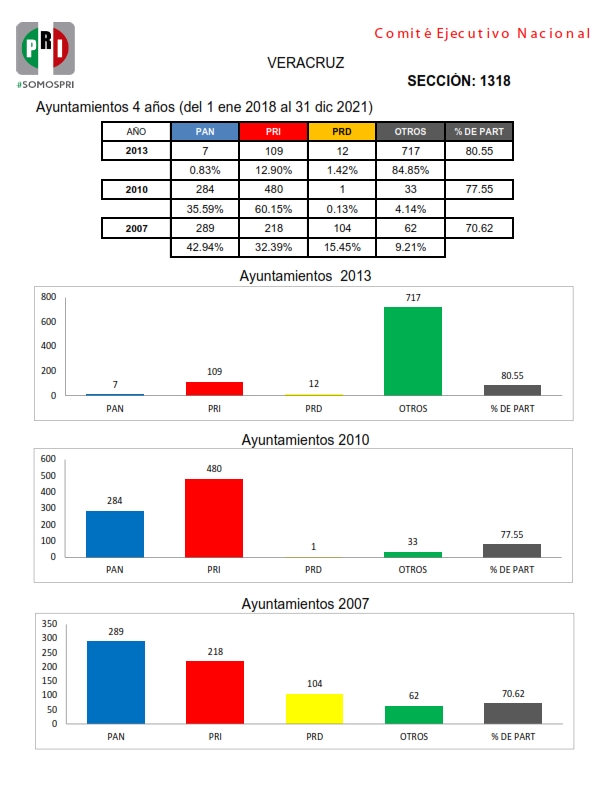 Comité Ejecutivo Nacional
PRI
#SOMOSPRI
VERACRUZ
SECCIÓN: 1318
Ayuntamientos 4 años (del 1 ene 2018 al 31 dic 2021)
AÑO PAN PRI PRD OTROS % DE PART
2013 7 109 12 717 80.55
0.83% 12.90% 1.42% 84.85%
2010 284 480 1 33 77.55
35.59% 60.15% 0.13% 4.14%
2007 289 218 104 62 70.62
42.94% 32.39% 15.45% 9.21%
Ayuntamientos 2013
800
600
400
200
0
7 109 12 717 80.55
PAN PRI PRD OTROS % DE PART
Ayuntamientos 2010
600
500
400
300
200
100
0
284 480 1 33 77.55
PAN PRI PRD OTROS % DE PART
Ayuntamientos 2007
350
300
250
200
150
100
50
0
289 218 104 62 70.62
PAN PRI PRD OTROS % DE PART